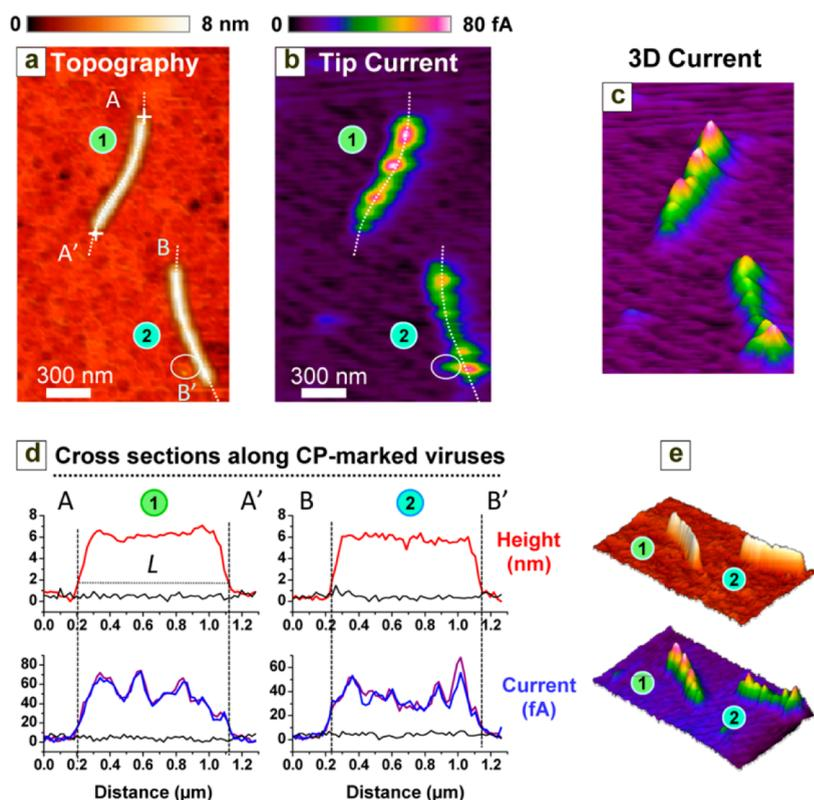 0 8 nm 0 80 fA
a Topography b Tip Current 3D Current
c
A
1 1
A’
B
2 2
300 nm B’ 300 nm
d Cross sections along CP-marked viruses e
A 1 A’ B 2 B’
8 8
6 6
4 4
2 2
0 0
L
Height
(nm)
0.0 0.2 0.4 0.6 0.8 1.0 1.2 0.0 0.2 0.4 0.6 0.8 1.0 1.2
1
2
80
60 60
40 40
20 20
0 0
Current
(fA)
0.0 0.2 0.4 0.6 0.8 1.0 1.2 0.0 0.2 0.4 0.6 0.8 1.0 1.2
Distance (µm) Distance (µm)
1
2